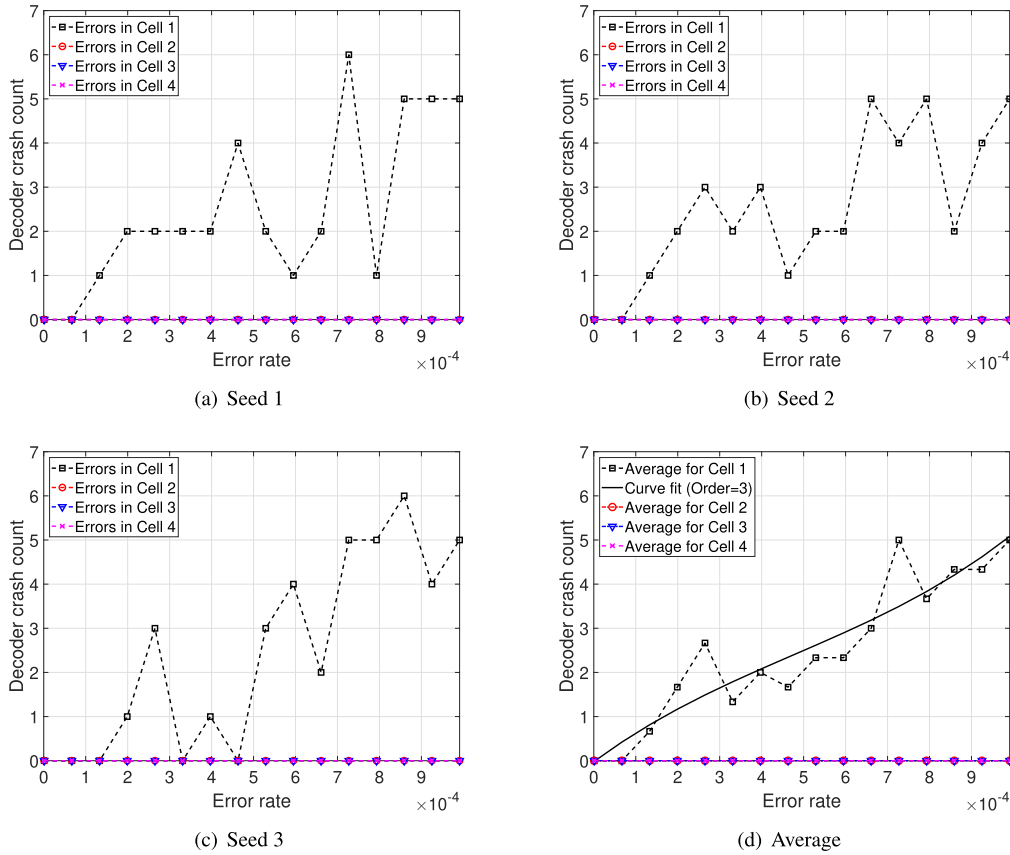 7
6
5
4
3
2
1
0
Decoder crash count
Errors in Cell 1
Errors in Cell 2
Errors in Cell 3
Errors in Cell 4
0 1 2 3 4 5 6 7 8 9
Error rate
×10-4
(a) Seed 1
7
6
5
4
3
2
1
0
Decoder crash count
Errors in Cell 1
Errors in Cell 2
Errors in Cell 3
Errors in Cell 4
0 1 2 3 4 5 6 7 8 9
Error rate
×10-4
(b) Seed 2
7
6
5
4
3
2
1
0
Decoder crash count
Errors in Cell 1
Errors in Cell 2
Errors in Cell 3
Errors in Cell 4
0 1 2 3 4 5 6 7 8 9
Error rate
×10-4
(c) Seed 3
7
6
5
4
3
2
1
0
Decoder crash count
Average for Cell 1
Curve fit (Order=3)
Average for Cell 2
Average for Cell 3
Average for Cell 4
0 1 2 3 4 5 6 7 8 9
Error rate
×10-4
(d) Average